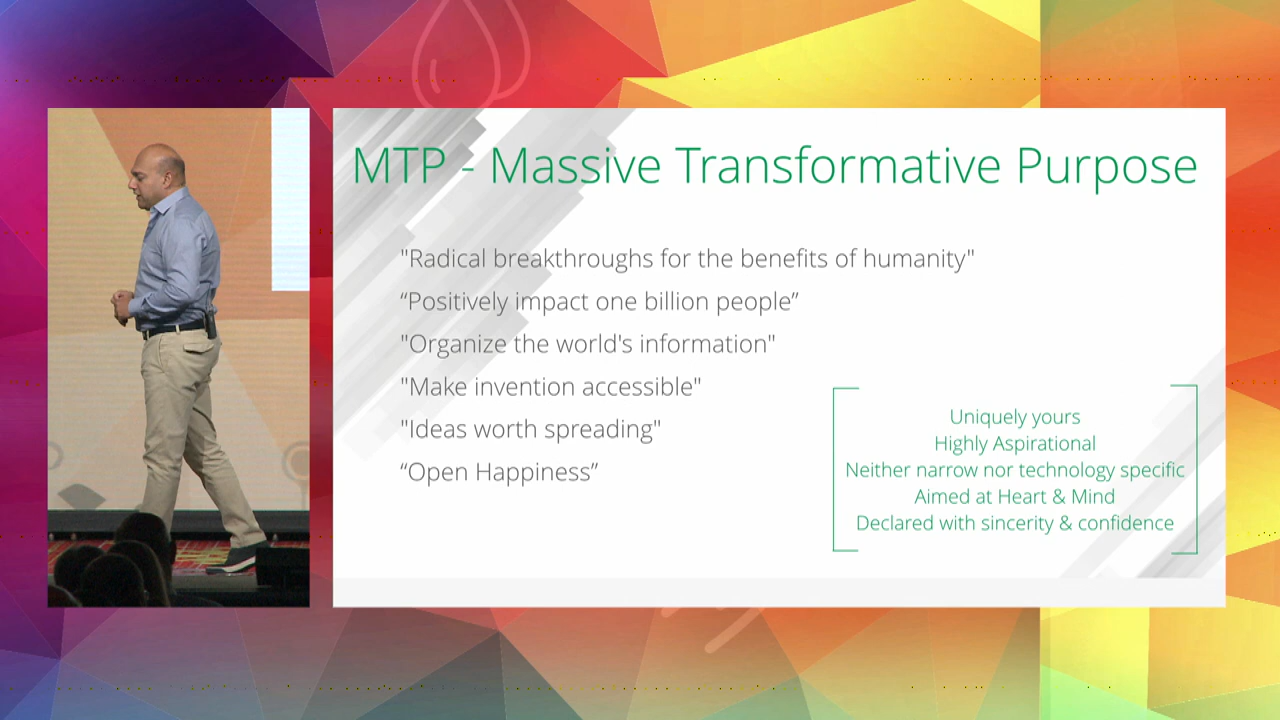 MTP - Massive Transformative Purpose
"Radical breakthroughs for the benefits of humanity"
“Positively impact one billion people”
"Organize the world's information"
"Make invention accessible"
"Ideas worth spreading"
“Open Happiness”
Uniquely yours
Highly Aspirational
Neither narrow nor technology specific
Aimed at Heart & Mind
Declared with sincerity & confidence